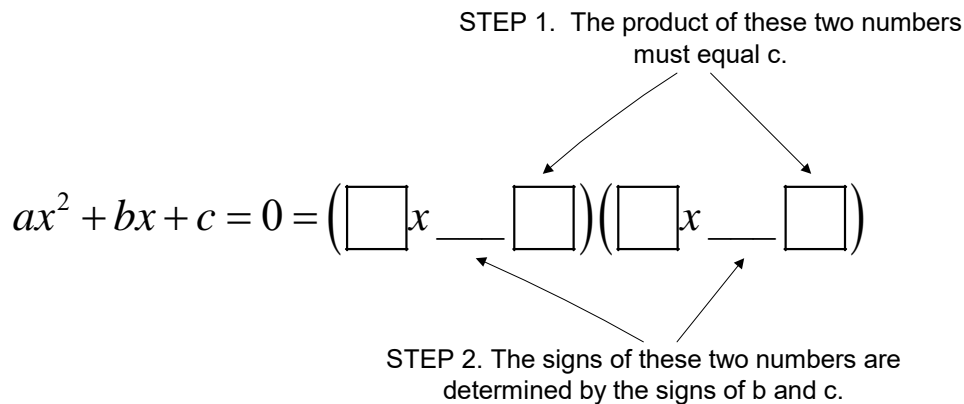 STEP 1. The product of these two numbers
must equal c.
ax² + bx + c = 0 = (□x ___ □)(□x ___ □)
STEP 2. The signs of these two numbers are
determined by the signs of b and c.